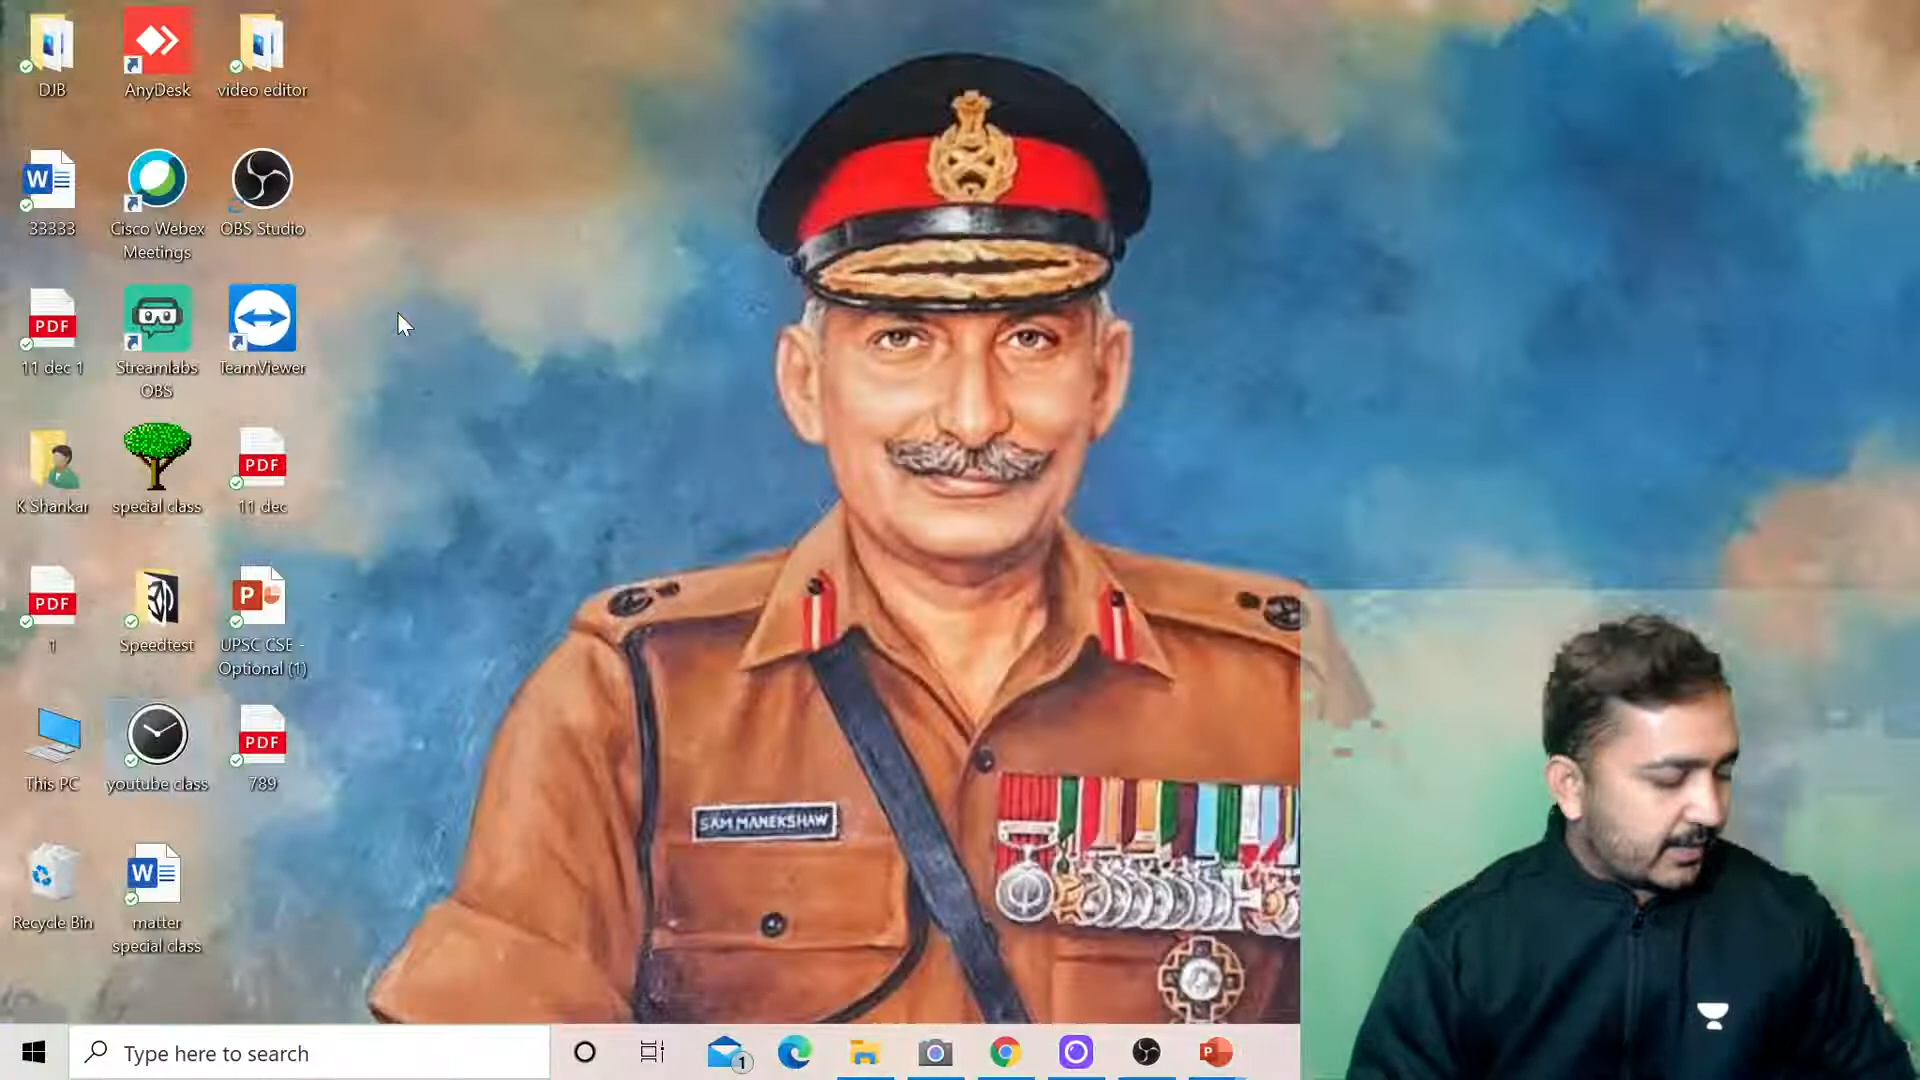 DJB
AnyDesk
video editor
W
33333
Cisco Webex
Meetings
OBS Studio
PDF
11 dec 1
Streamlabs
OBS
TeamViewer
K Shankar
special class
PDF
11 dec
PDF
1
Speedtest
P
UPSC CSE -
Optional (1)
This PC
youtube class
PDF
789
SAM MANEKSHAW
Recycle Bin
W
matter
special class
Type here to search
1
P